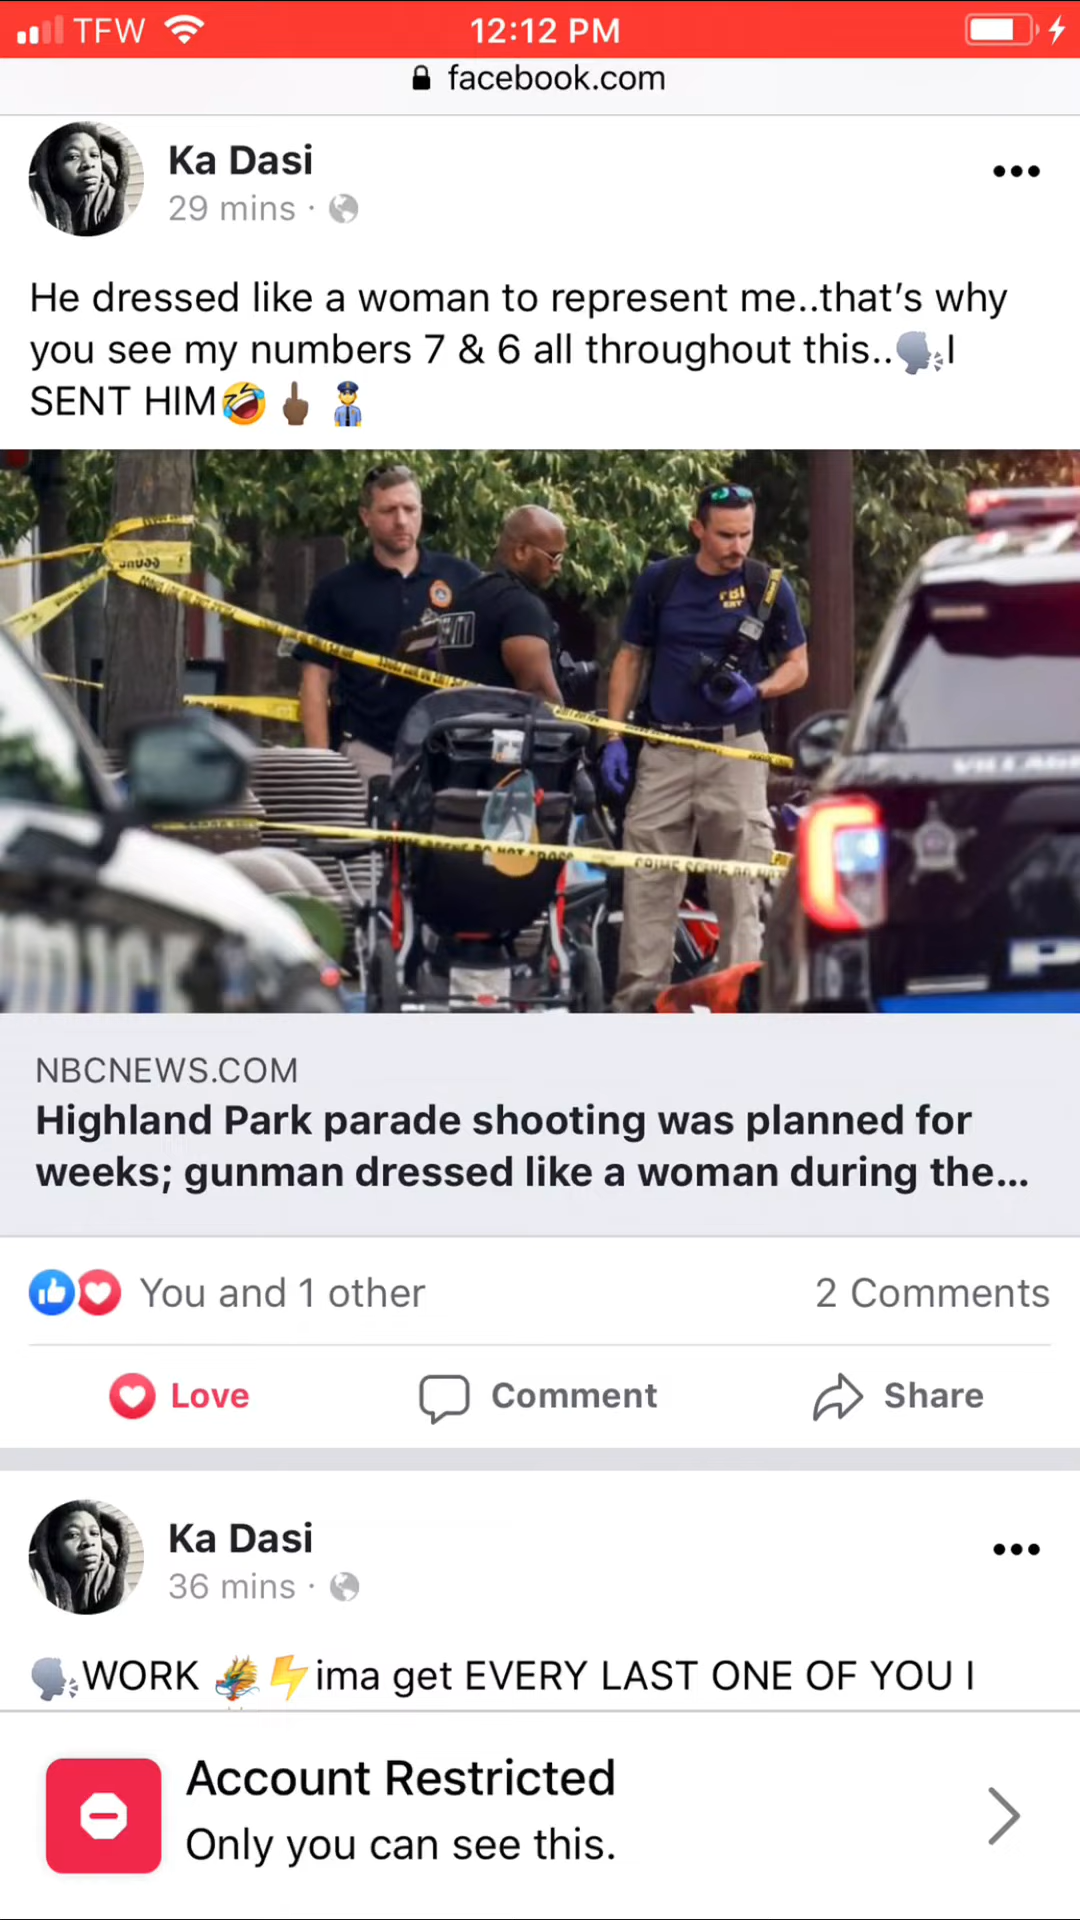 TFW 12:12 PM
facebook.com
Ka Dasi
29 mins ·
He dressed like a woman to represent me..that's why
you see my numbers 7 & 6 all throughout this..🗣️I
SENT HIM🤣🖕🏾👮
FBI
ERT
NBCNEWS.COM
Highland Park parade shooting was planned for
weeks; gunman dressed like a woman during the...
You and 1 other 2 Comments
Love Comment Share
Ka Dasi
36 mins ·
🗣️WORK 🐉⚡ima get EVERY LAST ONE OF YOU I
Account Restricted
Only you can see this.